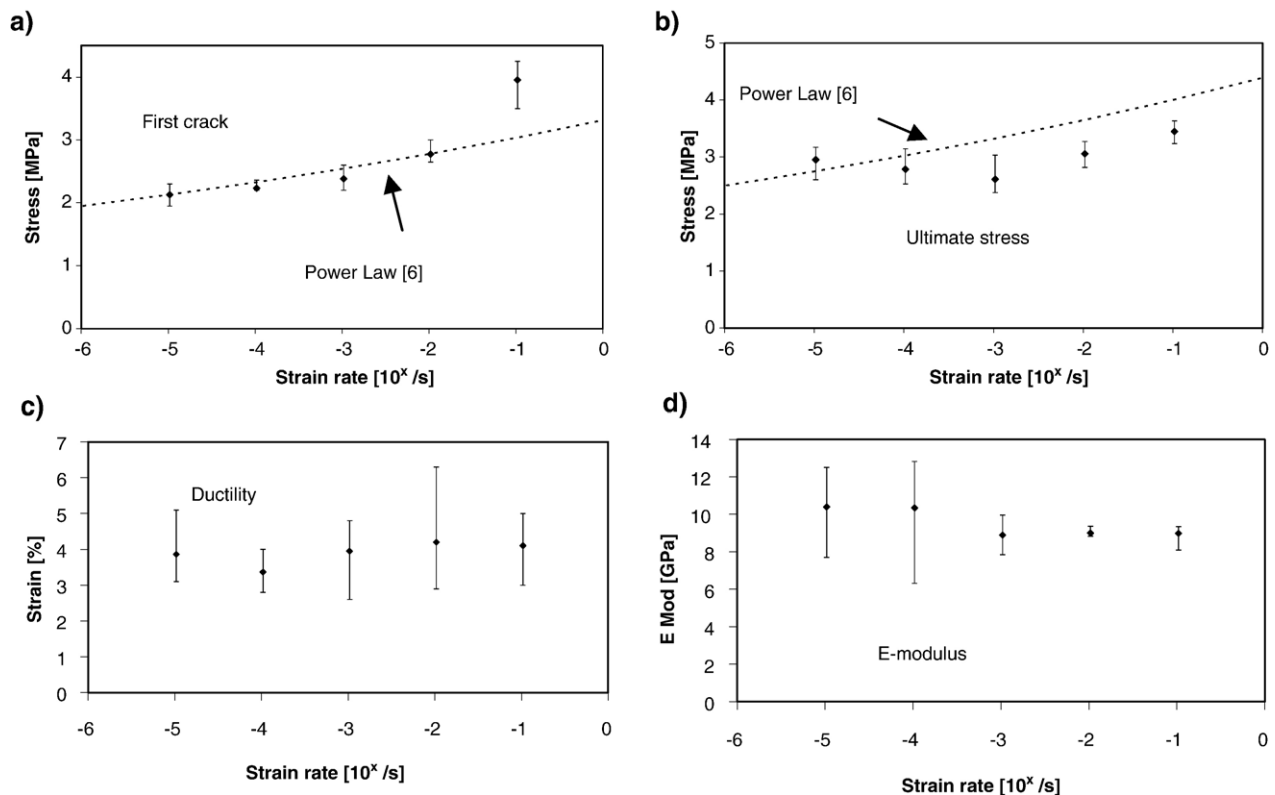 a)
4
3
2
1
0
Stress [MPa]
First crack
Power Law [6]
-6 -5 -4 -3 -2 -1 0
Strain rate [10ˣ /s]
b)
5
4
3
2
1
0
Stress [MPa]
Power Law [6]
Ultimate stress
-6 -5 -4 -3 -2 -1 0
Strain rate [10ˣ /s]
c)
7
6
5
4
3
2
1
0
Strain [%]
Ductility
-6 -5 -4 -3 -2 -1 0
Strain rate [10ˣ /s]
d)
14
12
10
8
6
4
2
0
E Mod [GPa]
E-modulus
-6 -5 -4 -3 -2 -1 0
Strain rate [10ˣ /s]